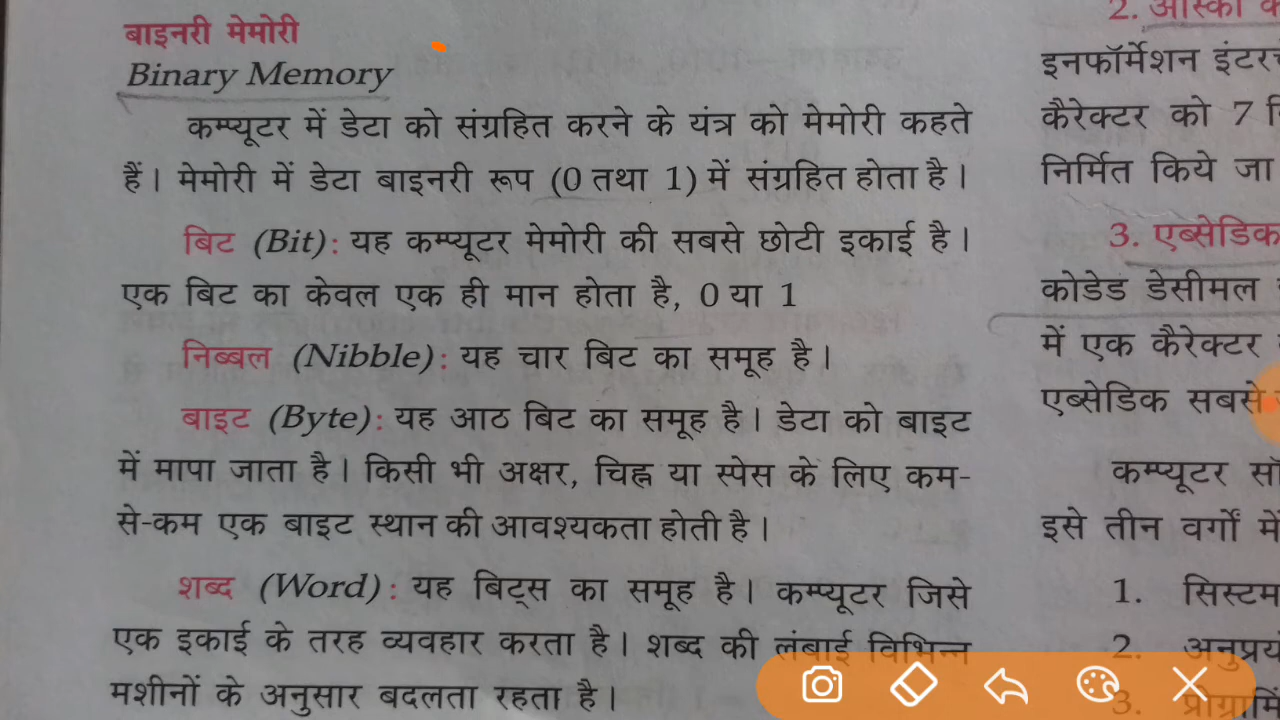 बाइनरी मेमोरी
Binary Memory
कम्प्यूटर में डेटा को संग्रहित करने के यंत्र को मेमोरी कहते
हैं। मेमोरी में डेटा बाइनरी रूप (0 तथा 1) में संग्रहित होता है।
बिट (Bit): यह कम्प्यूटर मेमोरी की सबसे छोटी इकाई है।
एक बिट का केवल एक ही मान होता है, 0 या 1
निब्बल (Nibble): यह चार बिट का समूह है।
बाइट (Byte): यह आठ बिट का समूह है। डेटा को बाइट
में मापा जाता है। किसी भी अक्षर, चिह्न या स्पेस के लिए कम-
से-कम एक बाइट स्थान की आवश्यकता होती है।
शब्द (Word): यह बिट्स का समूह है। कम्प्यूटर जिसे
एक इकाई के तरह व्यवहार करता है। शब्द की लंबाई विभिन्न
मशीनों के अनुसार बदलता रहता है।
2.
इनफॉर्मेशन
कैरेक्टर को 7
निर्मित किये जा
3. एब्सेडिक
कोडेड डेसीमल
में एक कैरेक्टर
एब्सेडिक सबसे
कम्प्यूटर
इसे तीन वर्गों में
1. सिस्टम
2.
3.